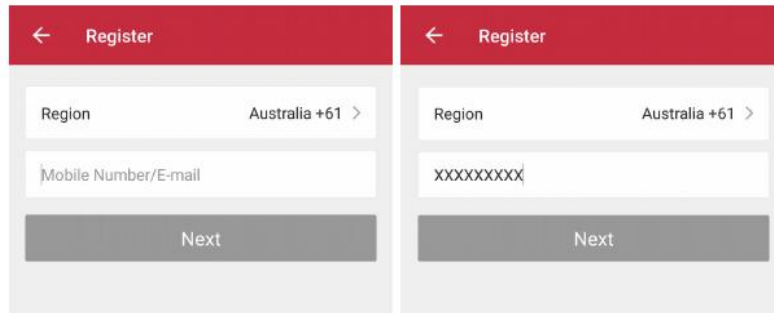 Register
Region Australia +61
Mobile Number/E-mail
Next
Register
Region Australia +61
XXXXXXXXX
Next